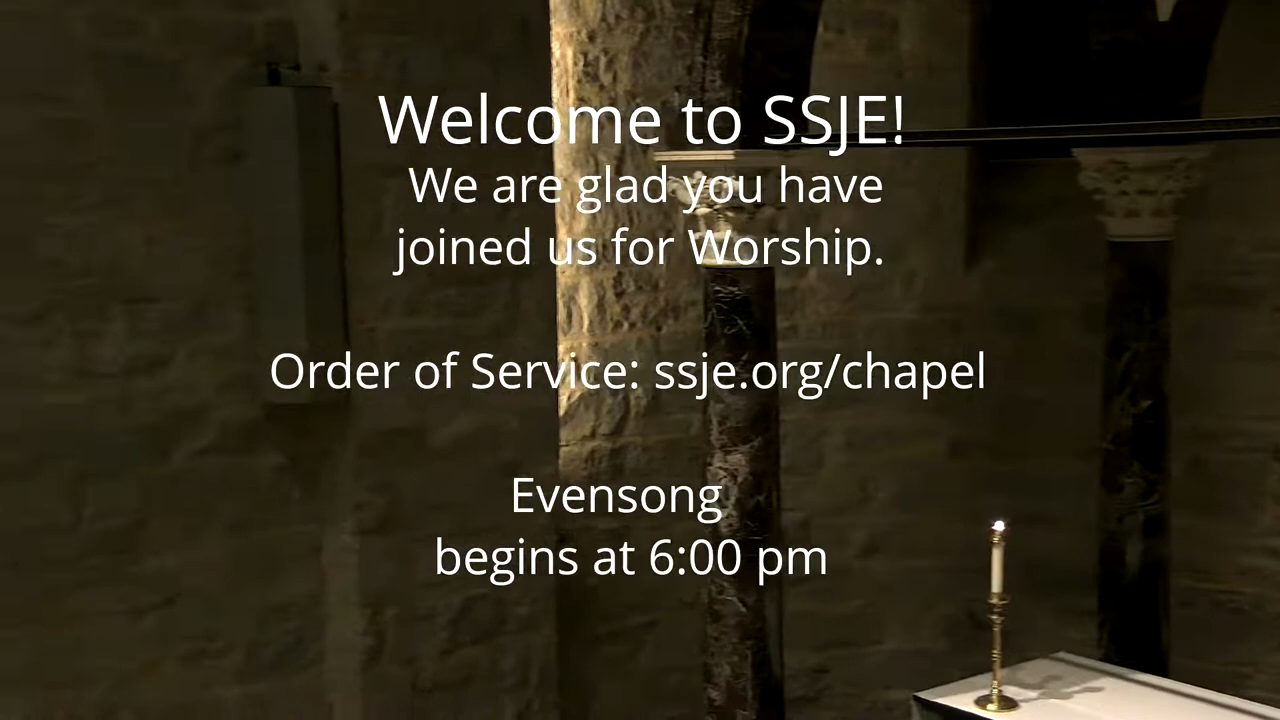 Welcome to SSJE!
We are glad you have
joined us for Worship.
Order of Service: ssje.org/chapel
Evensong
begins at 6:00 pm